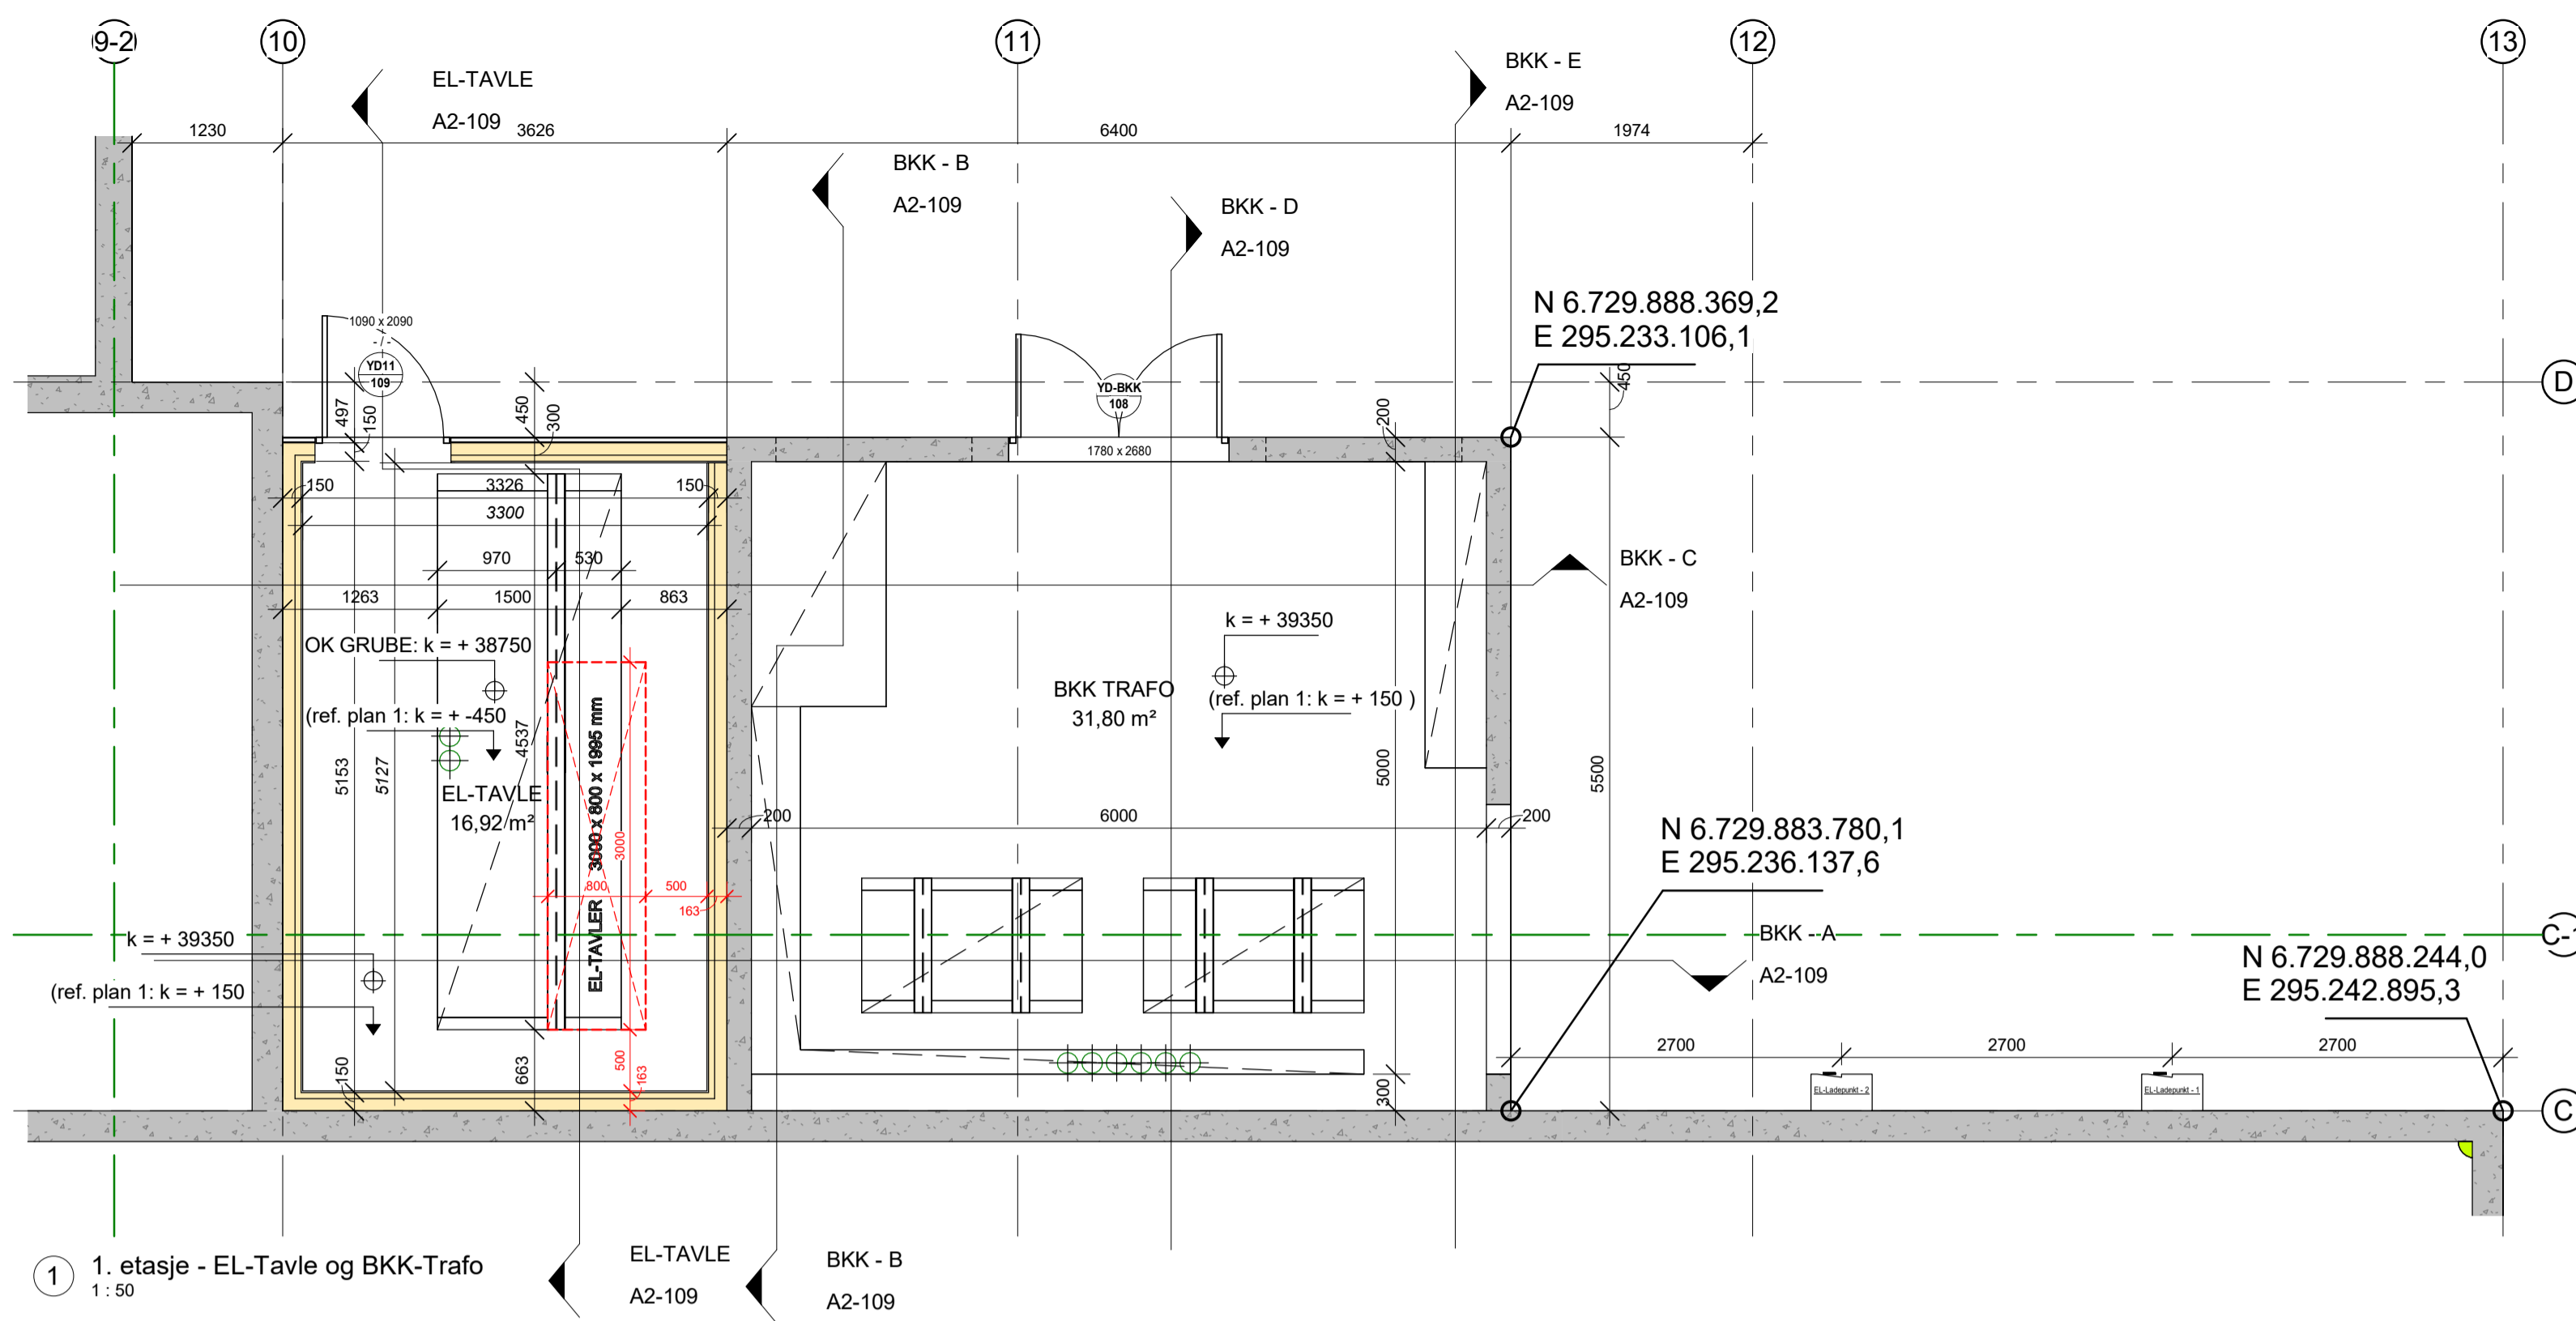 9-2
10
11
12
13
EL-TAVLE
A2-109
BKK - E
A2-109
1230
3626
6400
1974
BKK - B
A2-109
BKK - D
A2-109
N 6.729.888.369,2
E 295.233.106,1
1090 x 2090
YD11
109
YD-BKK
108
1780 x 2680
D
497
150
450
300
200
450
150
3326
150
3300
970
530
1263
1500
863
BKK - C
A2-109
OK GRUBE: k = + 38750
(ref. plan 1: k = + -450
k = + 39350
(ref. plan 1: k = + 150 )
BKK TRAFO
31,80 m²
5153
5127
4537
EL-TAVLE
16,92 m²
EL-TAVLER 3000 x 800 x 1995 mm
3000
800
500
163
200
6000
200
5000
5500
N 6.729.883.780,1
E 295.236.137,6
k = + 39350
(ref. plan 1: k = + 150
BKK - A
A2-109
C-1
N 6.729.888.244,0
E 295.242.895,3
150
663
500
163
300
2700
2700
2700
EL-Ladepunkt - 2
EL-Ladepunkt - 1
C
1
1. etasje - EL-Tavle og BKK-Trafo
1 : 50
EL-TAVLE
A2-109
BKK - B
A2-109